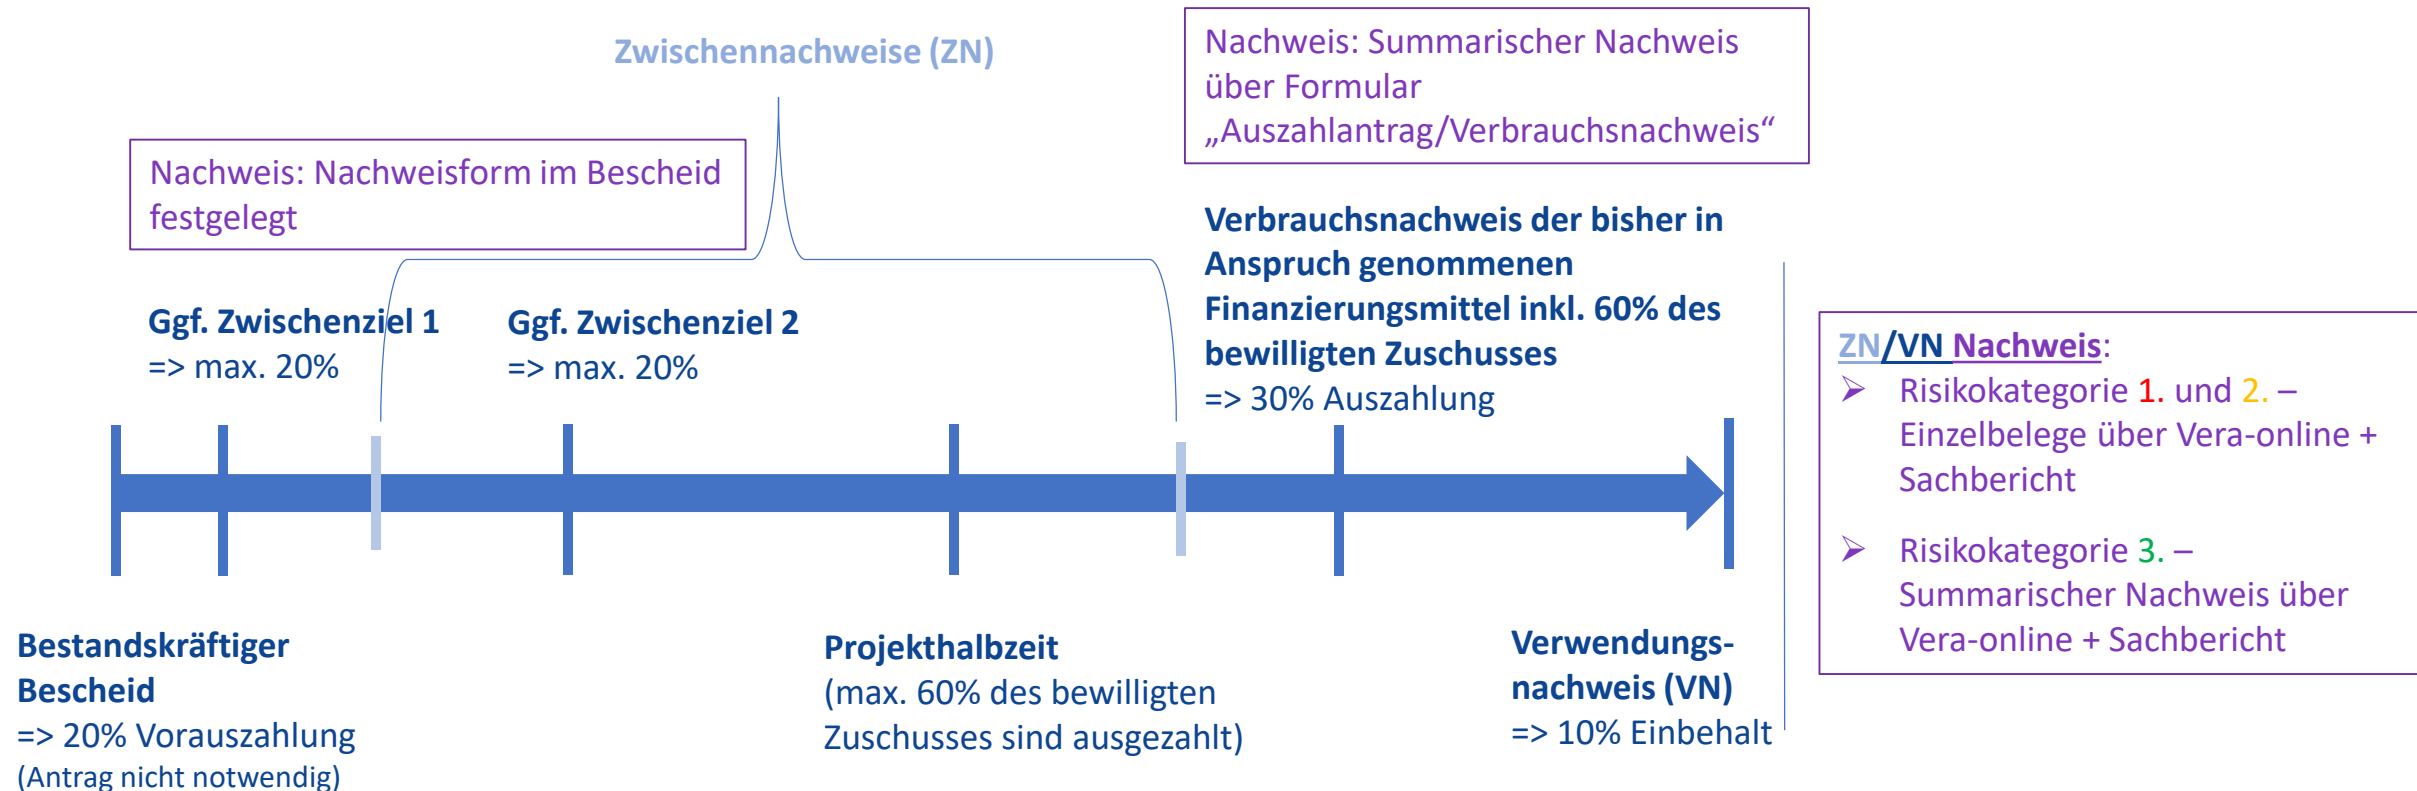 Zwischennachweise (ZN)
Nachweis: Summarischer Nachweis
über Formular
„Auszahlantrag/Verbrauchsnachweis“
Nachweis: Nachweisform im Bescheid
festgelegt
Ggf. Zwischenziel 1
=> max. 20%
Ggf. Zwischenziel 2
=> max. 20%
Verbrauchsnachweis der bisher in
Anspruch genommenen
Finanzierungsmittel inkl. 60% des
bewilligten Zuschusses
=> 30% Auszahlung
Bestandskräftiger
Bescheid
=> 20% Vorauszahlung
(Antrag nicht notwendig)
Projekthalbzeit
(max. 60% des bewilligten
Zuschusses sind ausgezahlt)
Verwendungs-
nachweis (VN)
=> 10% Einbehalt
ZN/VN Nachweis:
➢ Risikokategorie 1. und 2. –
Einzelbelege über Vera-online +
Sachbericht
➢ Risikokategorie 3. –
Summarischer Nachweis über
Vera-online + Sachbericht